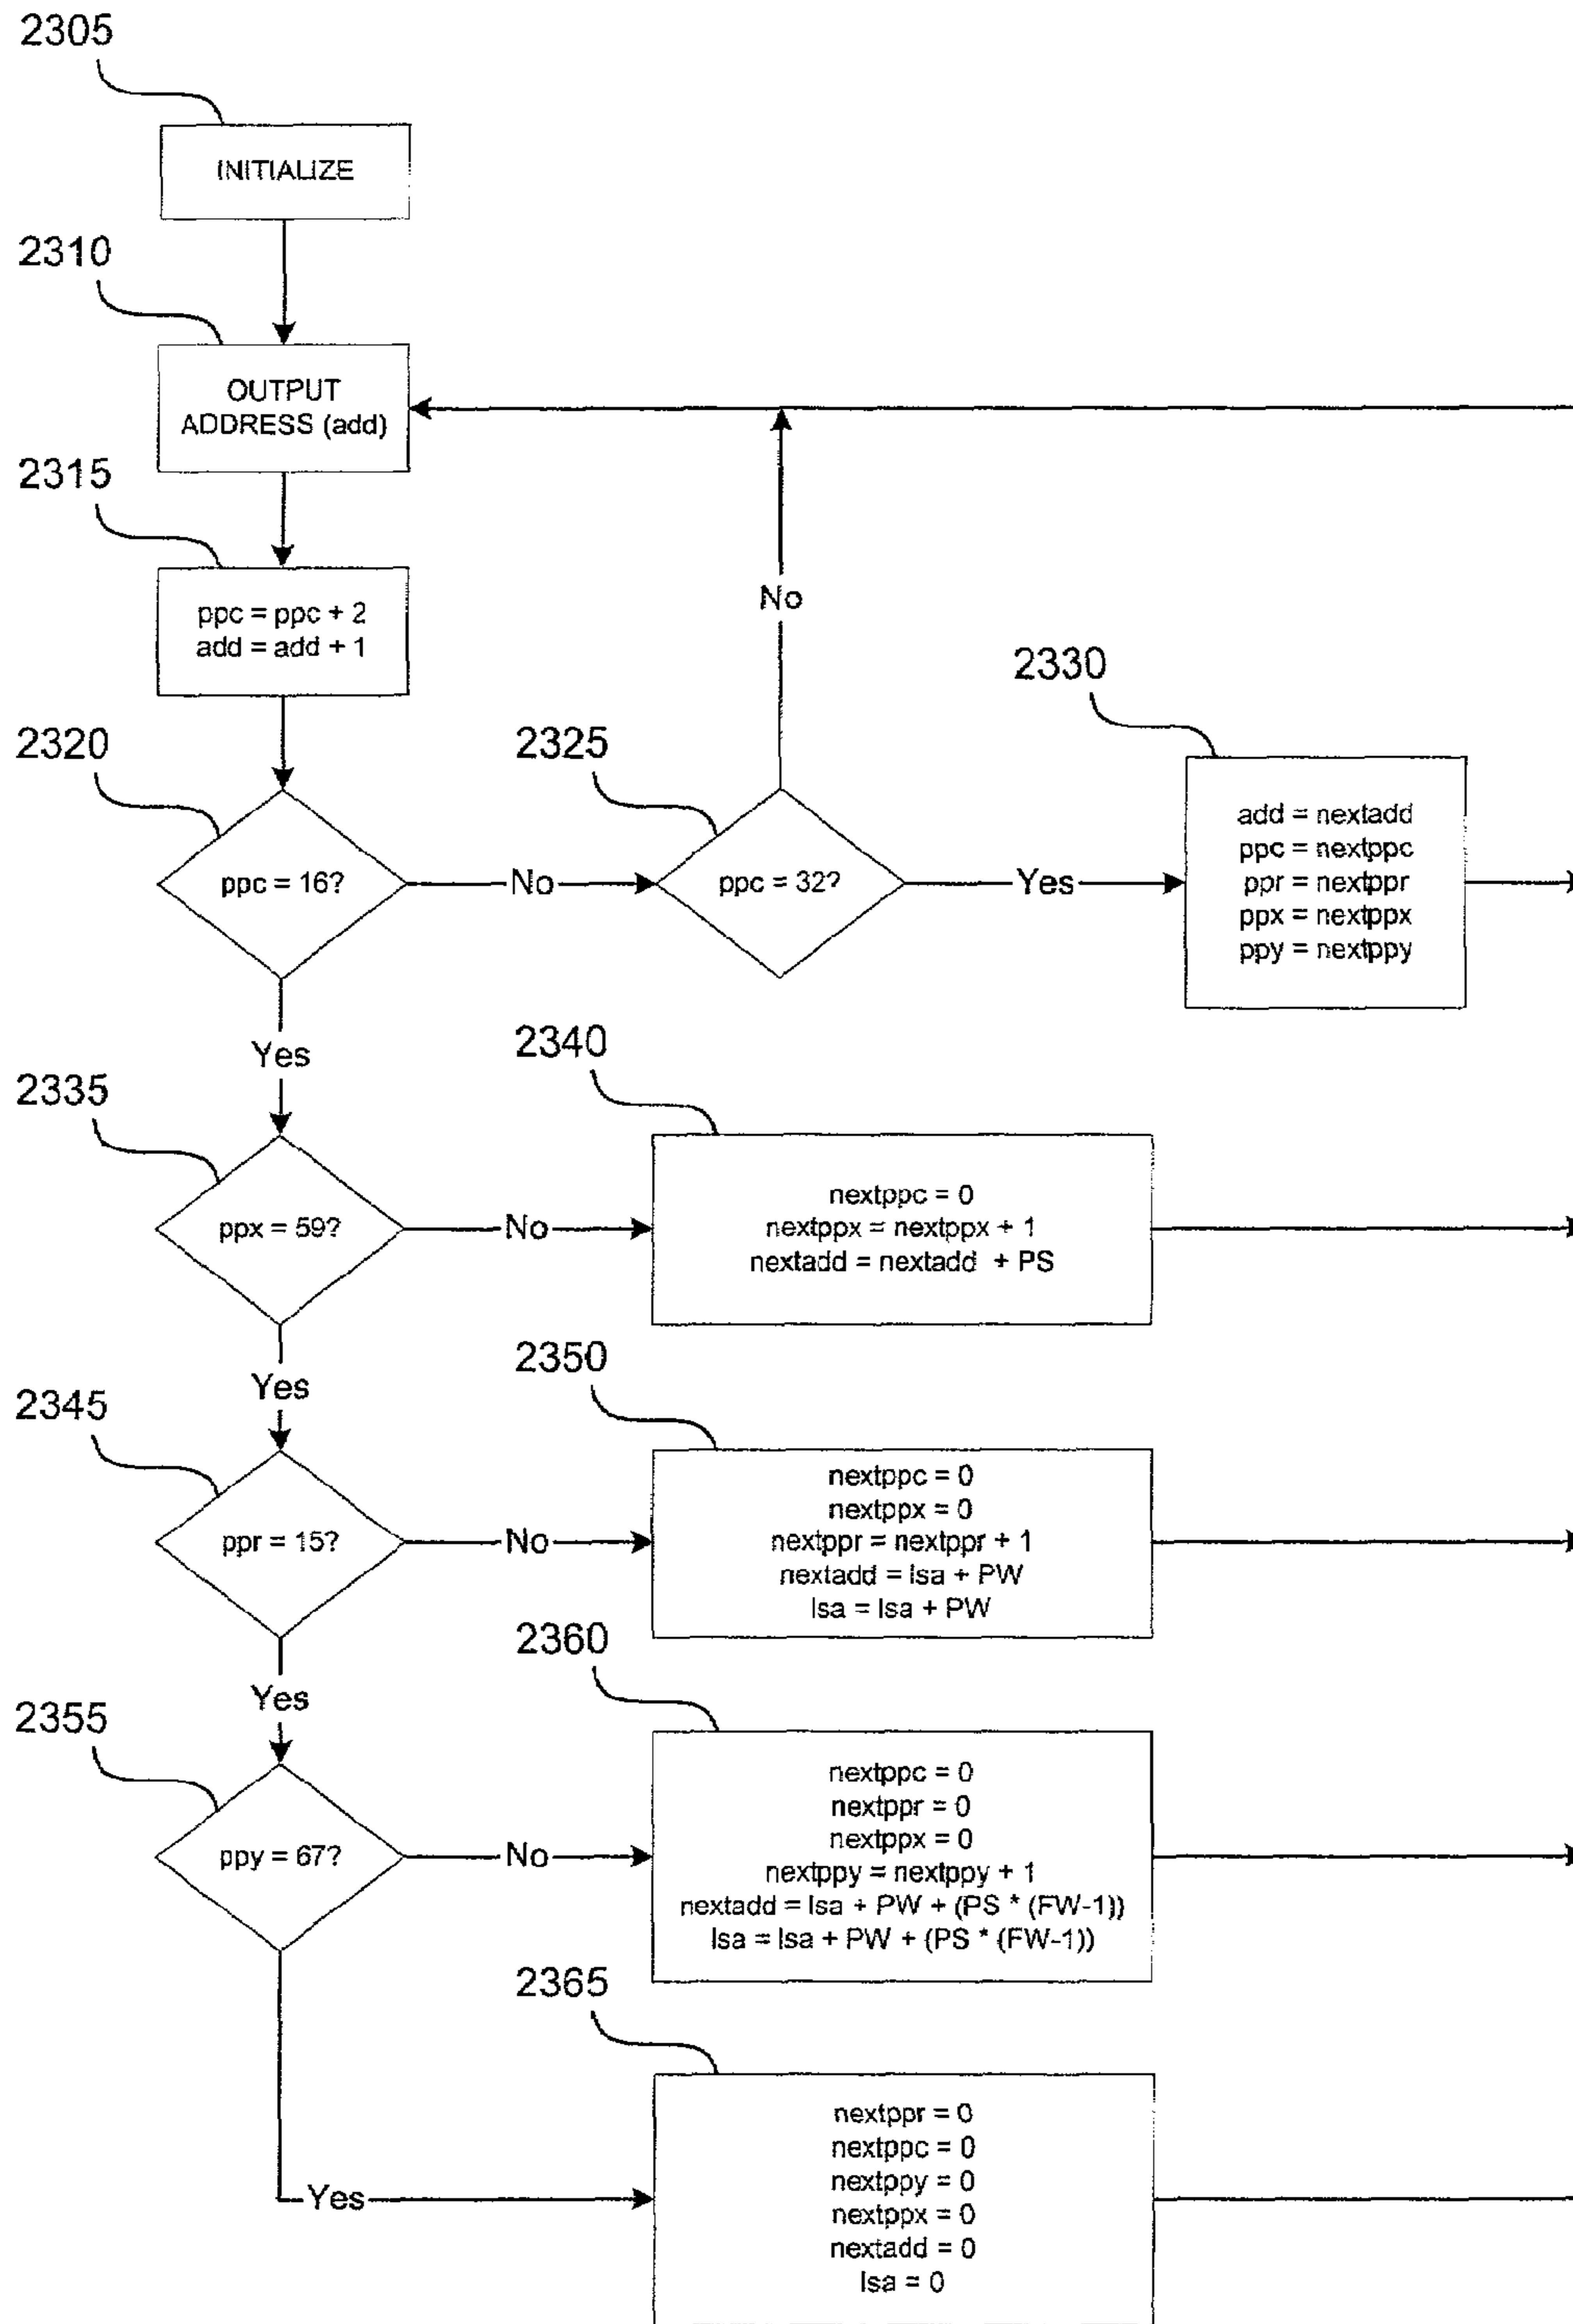 2305
INITIALIZE
2310
OUTPUT
ADDRESS (add)
2315
ppc = ppc + 2
add = add + 1
No
2320
ppc = 16?
No
2325
ppc = 32?
Yes
2330
add = nextadd
ppc = nextppc
ppr = nextppr
ppx = nextppx
ppy = nextppy
Yes
2335
ppx = 59?
No
2340
nextppc = 0
nextppx = nextppx + 1
nextadd = nextadd + PS
Yes
2345
ppr = 15?
No
2350
nextppc = 0
nextppx = 0
nextppr = nextppr + 1
nextadd = lsa + PW
lsa = lsa + PW
Yes
2355
ppy = 67?
No
2360
nextppc = 0
nextppr = 0
nextppx = 0
nextppy = nextppy + 1
nextadd = lsa + PW + (PS * (FW-1))
lsa = lsa + PW + (PS * (FW-1))
Yes
2365
nextppr = 0
nextppc = 0
nextppy = 0
nextppx = 0
nextadd = 0
lsa = 0